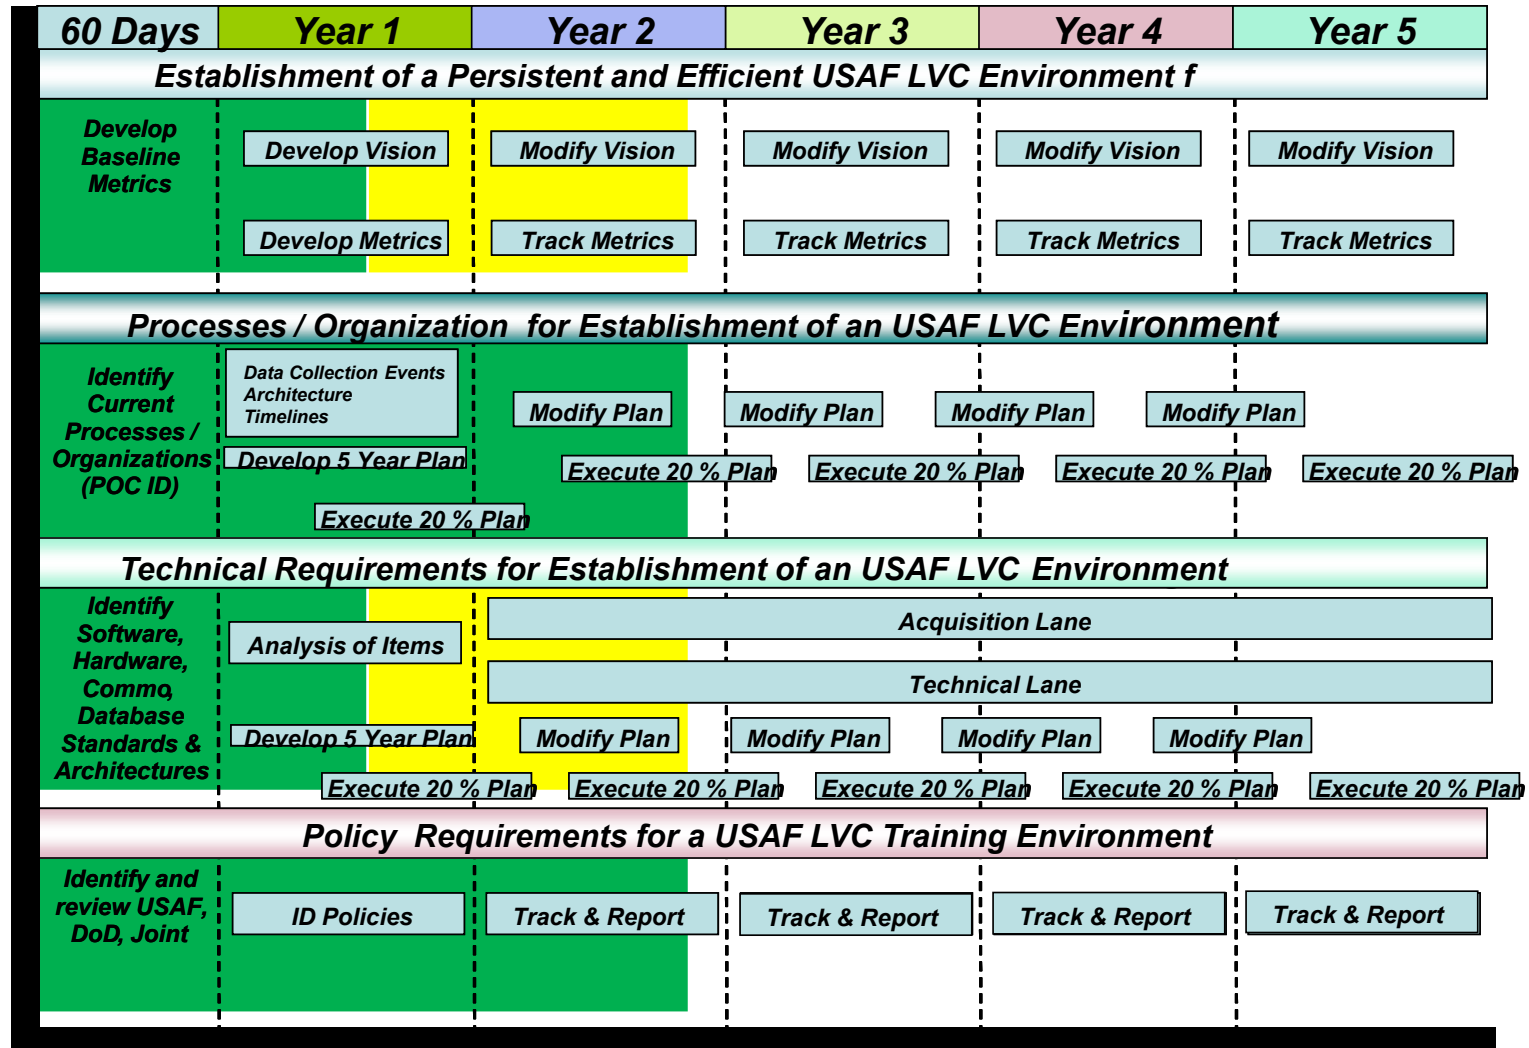 60 Days Year 1 Year 2 Year 3 Year 4 Year 5
Establishment of a Persistent and Efficient USAF LVC Environment f
Develop
Baseline
Metrics
Develop Vision Modify Vision Modify Vision Modify Vision Modify Vision
Develop Metrics Track Metrics Track Metrics Track Metrics Track Metrics
Processes / Organization for Establishment of an USAF LVC Environment
Identify
Current
Processes /
Organizations
(POC ID)
Data Collection Events
Architecture
Timelines
Modify Plan Modify Plan Modify Plan Modify Plan
Develop 5 Year Plan
Execute 20 % Plan Execute 20 % Plan Execute 20 % Plan Execute 20 % Plan
Execute 20 % Plan
Technical Requirements for Establishment of an USAF LVC Environment
Identify
Software,
Hardware,
Commo,
Database
Standards &
Architectures
Analysis of Items
Acquisition Lane
Technical Lane
Develop 5 Year Plan Modify Plan Modify Plan Modify Plan Modify Plan
Execute 20 % Plan Execute 20 % Plan Execute 20 % Plan Execute 20 % Plan Execute 20 % Plan
Policy Requirements for a USAF LVC Training Environment
Identify and
review USAF,
DoD, Joint
ID Policies Track & Report Track & Report Track & Report Track & Report